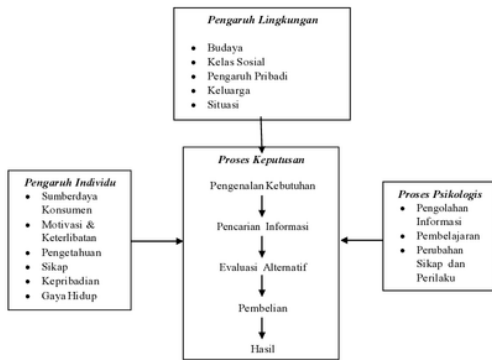 Pengaruh Lingkungan
Budaya
Kelas Sosial
Pengaruh Pribadi
Keluarga
Situasi
Pengaruh Individu
Sumberdaya
Konsumen
Motivasi &
Keterlibatan
Pengetahuan
Sikap
Kepribadian
Gaya Hidup
Proses Keputusan
Pengenalan Kebutuhan
Pencarian Informasi
Evaluasi Alternatif
Pembelian
Hasil
Proses Psikologis
Pengolahan
Informasi
Pembelajaran
Perubahan
Sikap dan
Perilaku